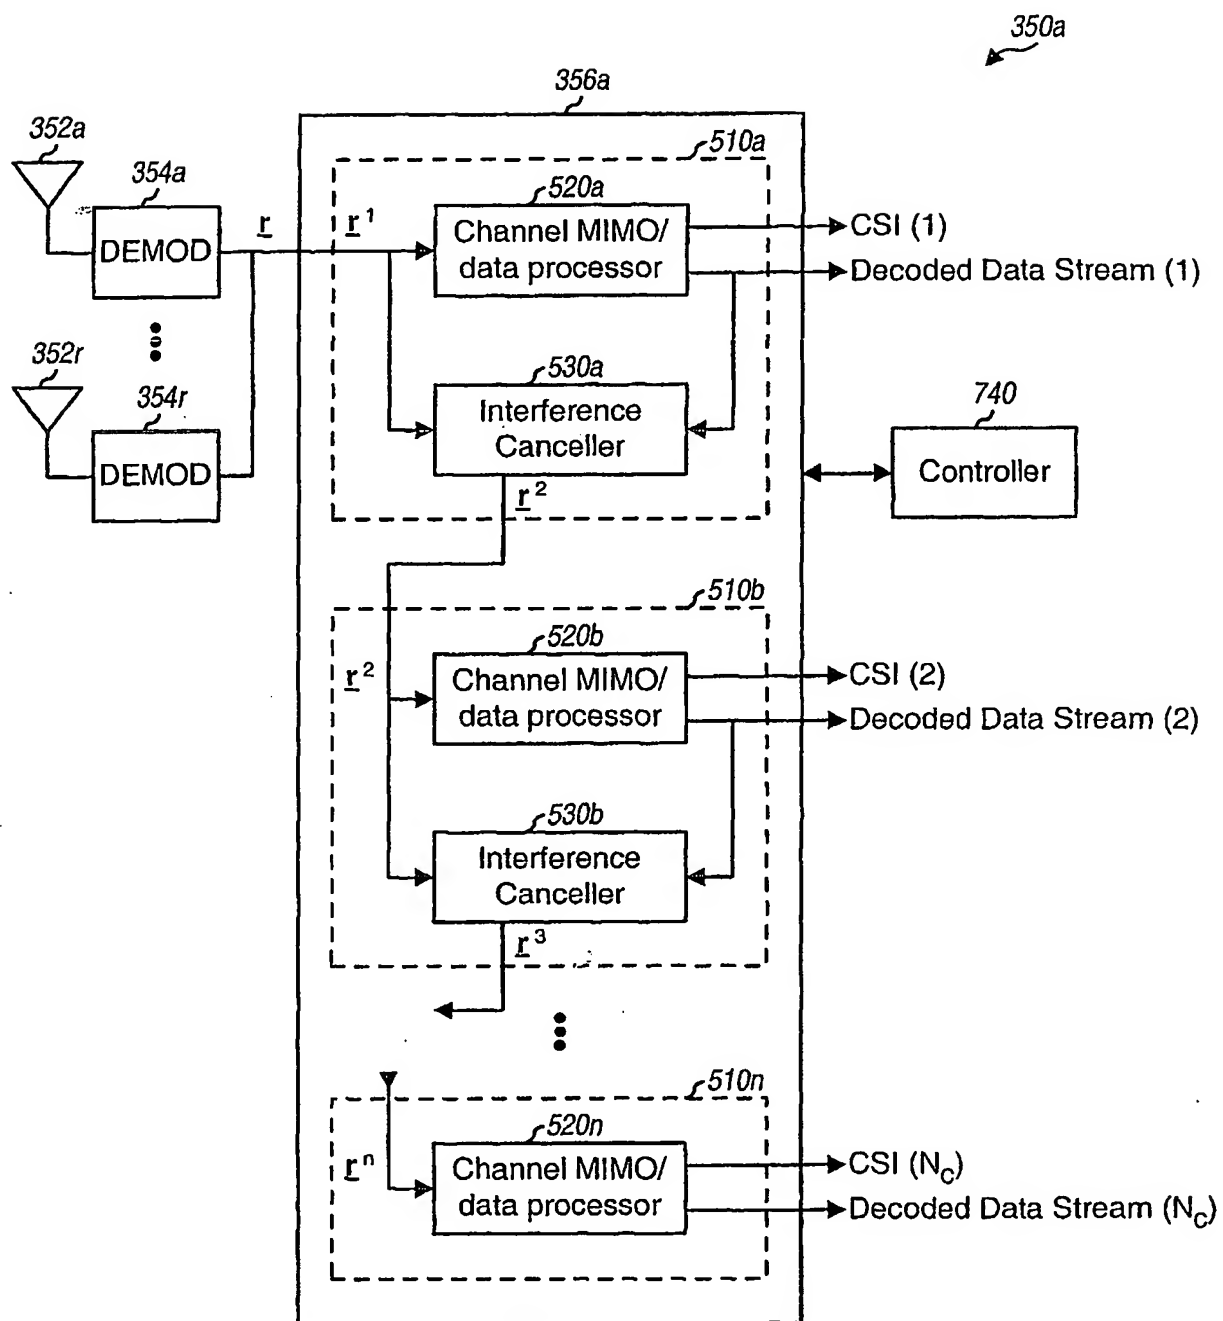 350a
356a
352a
354a
DEMOD
r
352r
354r
DEMOD
510a
r¹
520a
Channel MIMO/
data processor
CSI (1)
Decoded Data Stream (1)
530a
Interference
Canceller
r²
740
Controller
510b
r²
520b
Channel MIMO/
data processor
CSI (2)
Decoded Data Stream (2)
530b
Interference
Canceller
r³
510n
rⁿ
520n
Channel MIMO/
data processor
CSI (N_C)
Decoded Data Stream (N_C)